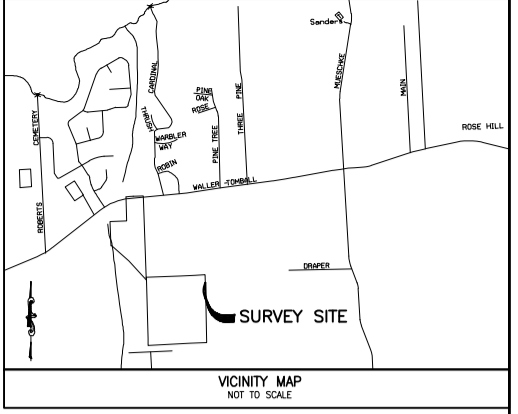 Sanders
CEMETERY
ROBERTS
CARDINAL
THRUSH
WARBLER
WAY
ROBIN
PINE
OAK
ROSE
PINE TREE
THREE PINE
MUESCHKE
MAIN
ROSE HILL
WALLER -TOMBALL
DRAPER
SURVEY SITE
VICINITY MAP
NOT TO SCALE